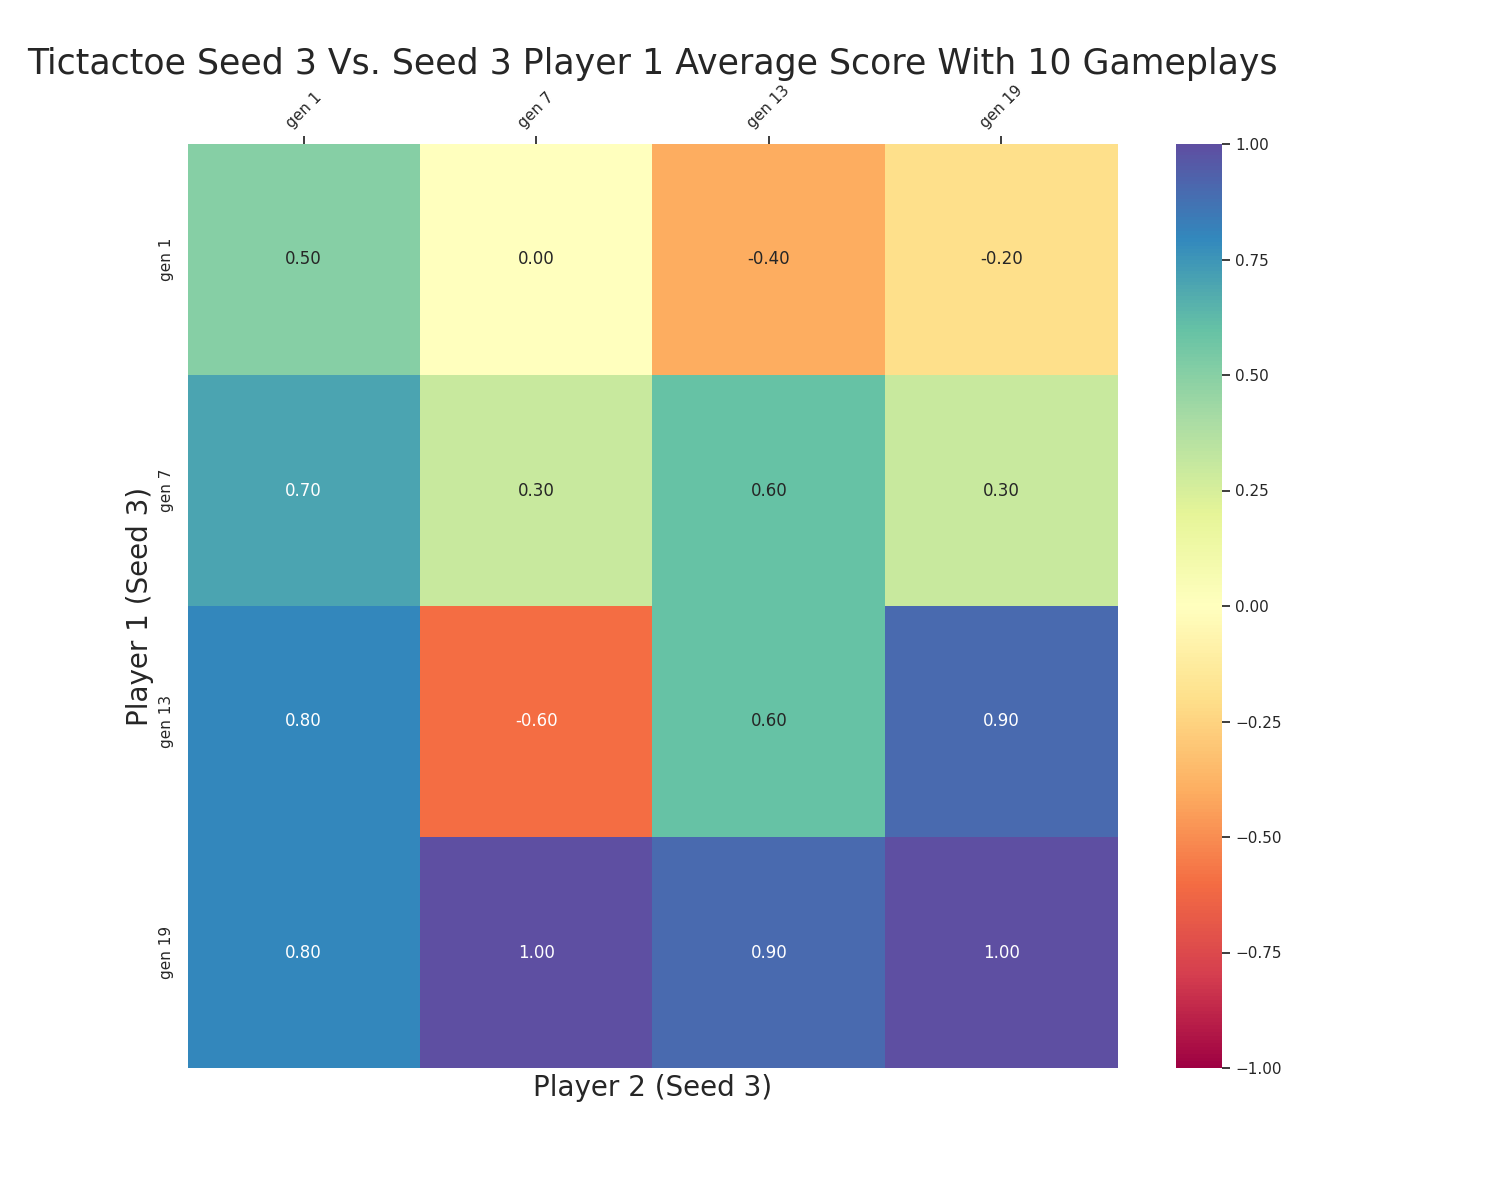 Tictactoe Seed 3 Vs. Seed 3 Player 1 Average Score With 10 Gameplays
gen 1 gen 7 gen 13 gen 19
Player 1 (Seed 3)
gen 1 0.50 0.00 -0.40 -0.20
gen 7 0.70 0.30 0.60 0.30
gen 13 0.80 -0.60 0.60 0.90
gen 19 0.80 1.00 0.90 1.00
Player 2 (Seed 3)
1.00
0.75
0.50
0.25
0.00
−0.25
−0.50
−0.75
−1.00